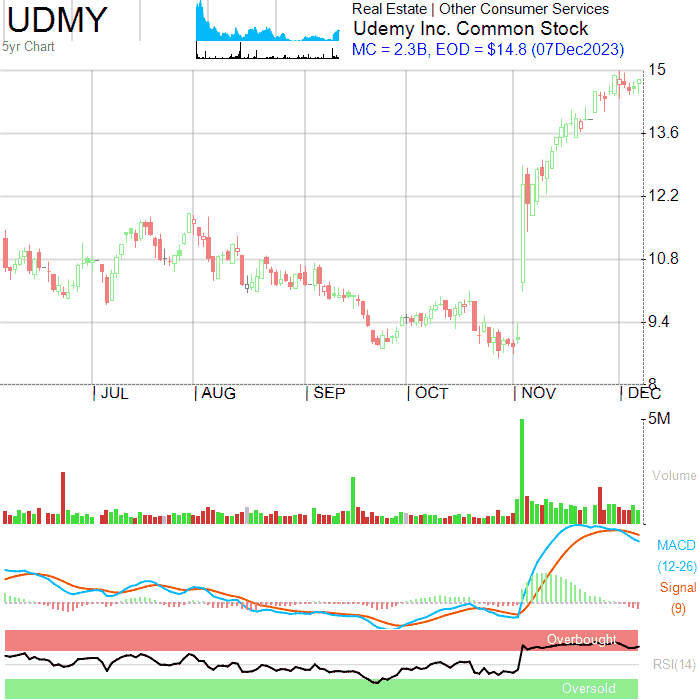 UDMY
5yr Chart
Real Estate | Other Consumer Services
Udemy Inc. Common Stock
MC = 2.3B, EOD = $14.8 (07Dec2023)
15
13.6
12.2
10.8
9.4
8
JUL AUG SEP OCT NOV DEC
5M
Volume
MACD
(12-26)
Signal
(9)
Overbought
RSI(14)
Oversold